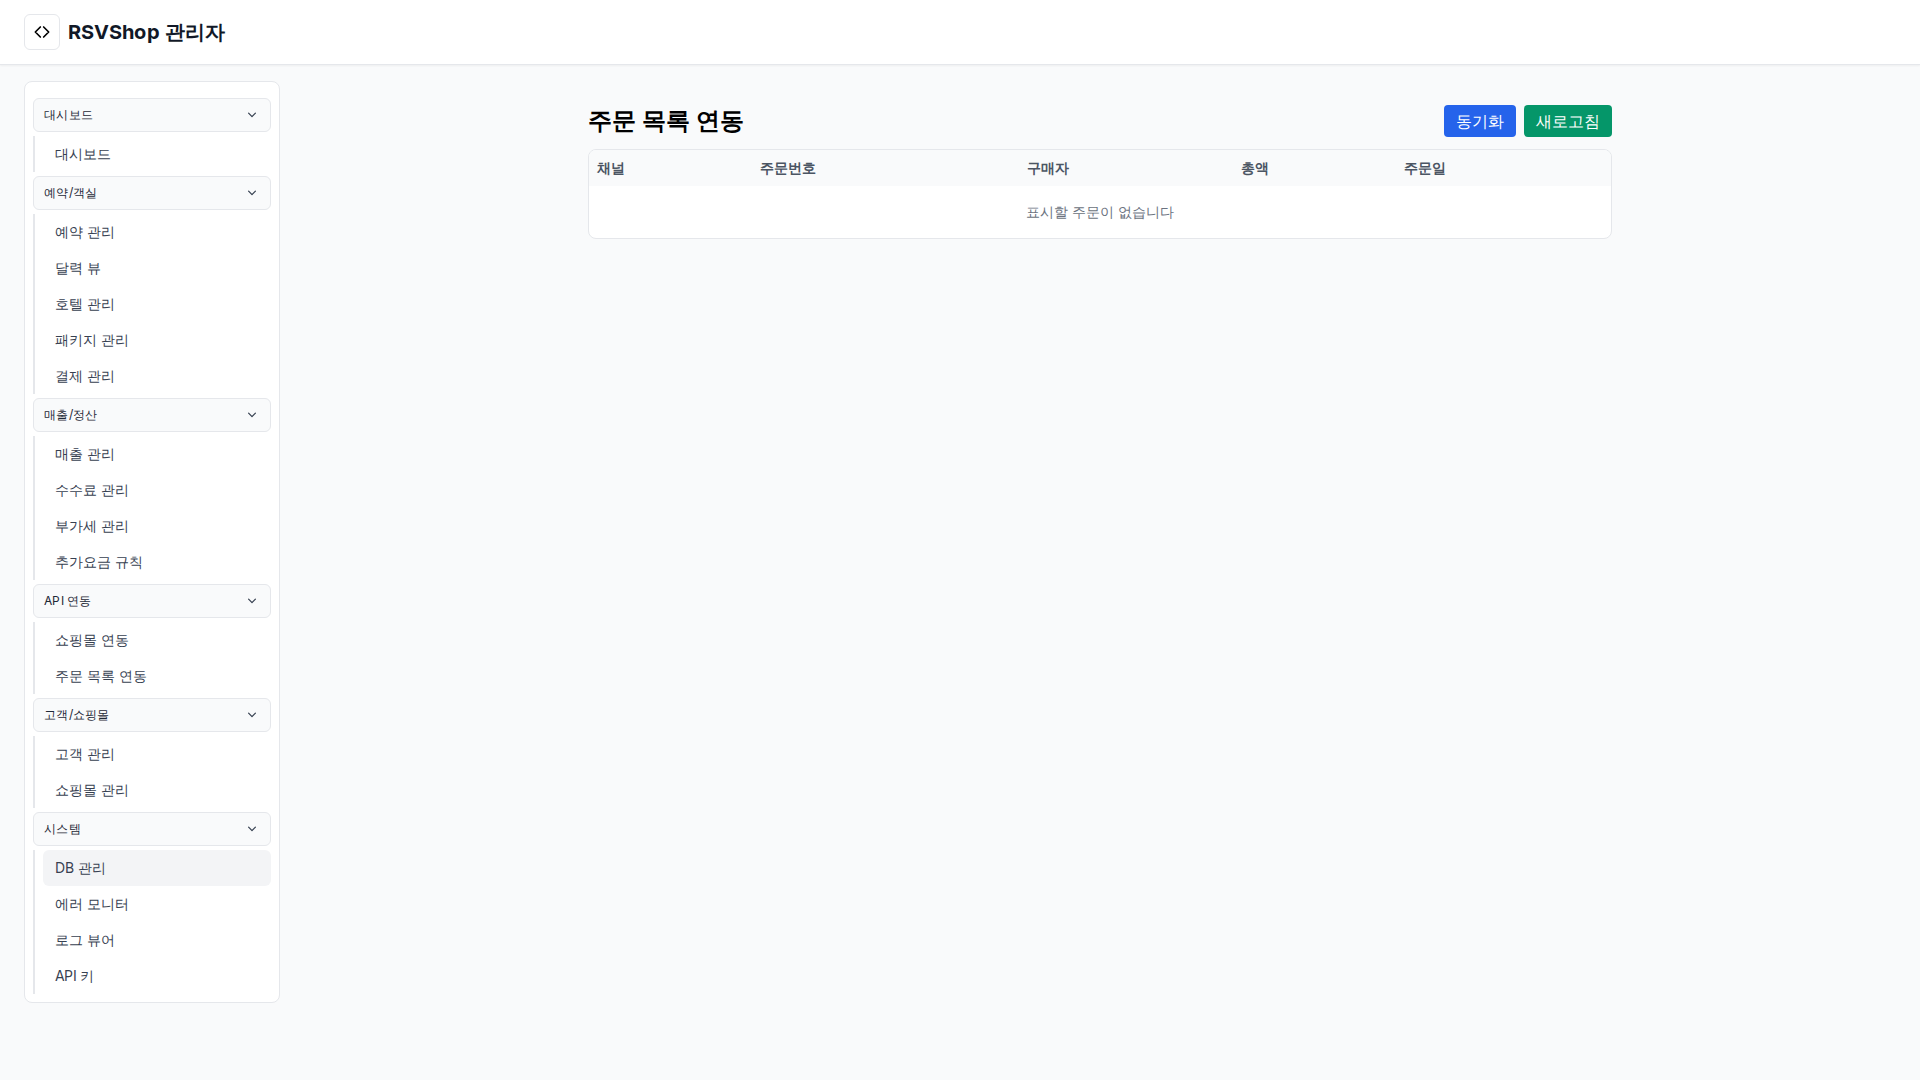 RSVShop 관리자
대시보드
대시보드
예약/객실
예약 관리
달력 뷰
호텔 관리
패키지 관리
결제 관리
매출/정산
매출 관리
수수료 관리
부가세 관리
추가요금 규칙
API 연동
쇼핑몰 연동
주문 목록 연동
고객/쇼핑몰
고객 관리
쇼핑몰 관리
시스템
DB 관리
에러 모니터
로그 뷰어
API 키
주문 목록 연동
동기화 새로고침
채널 주문번호 구매자 총액 주문일
표시할 주문이 없습니다